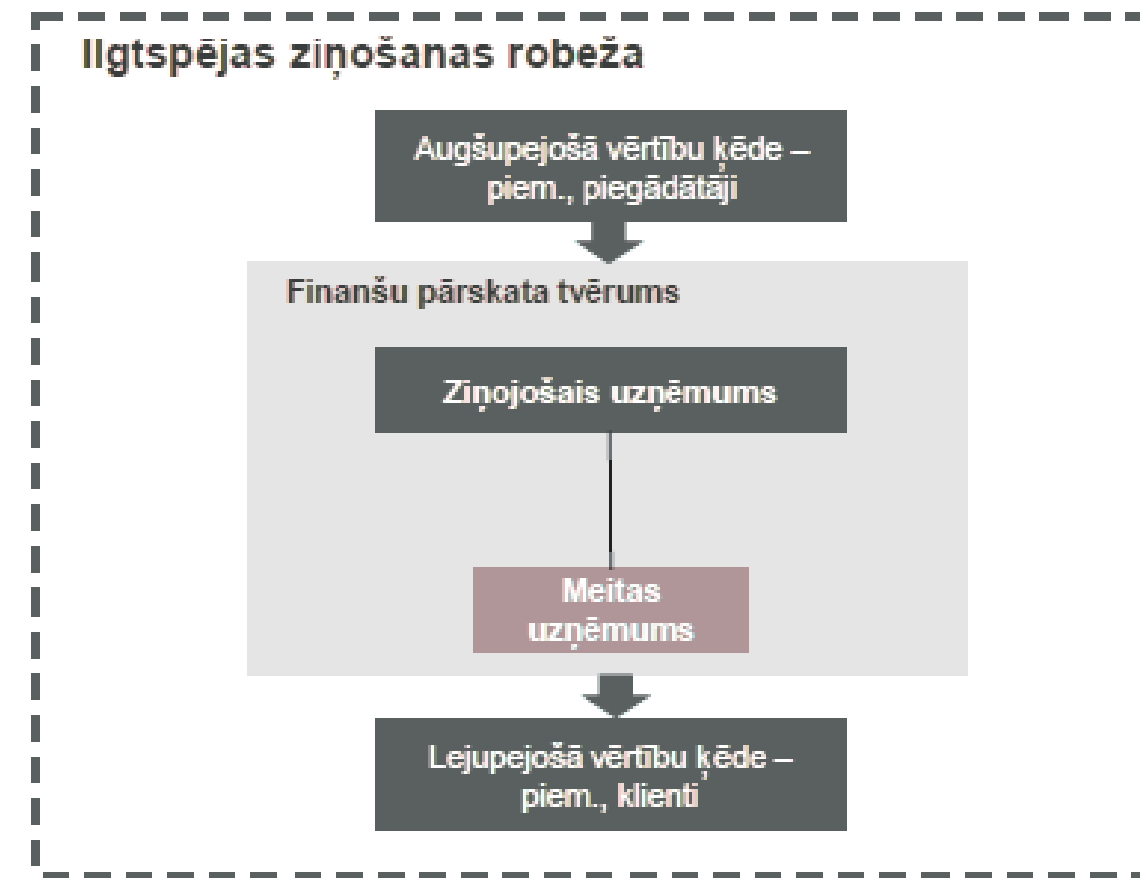 Ilgtspējas ziņošanas robeža
Augšupejošā vērtību ķēde –
piem., piegādātāji
Finanšu pārskata tvērums
Ziņojošais uzņēmums
Meitas
uzņēmums
Lejupejošā vērtību ķēde –
piem., klienti